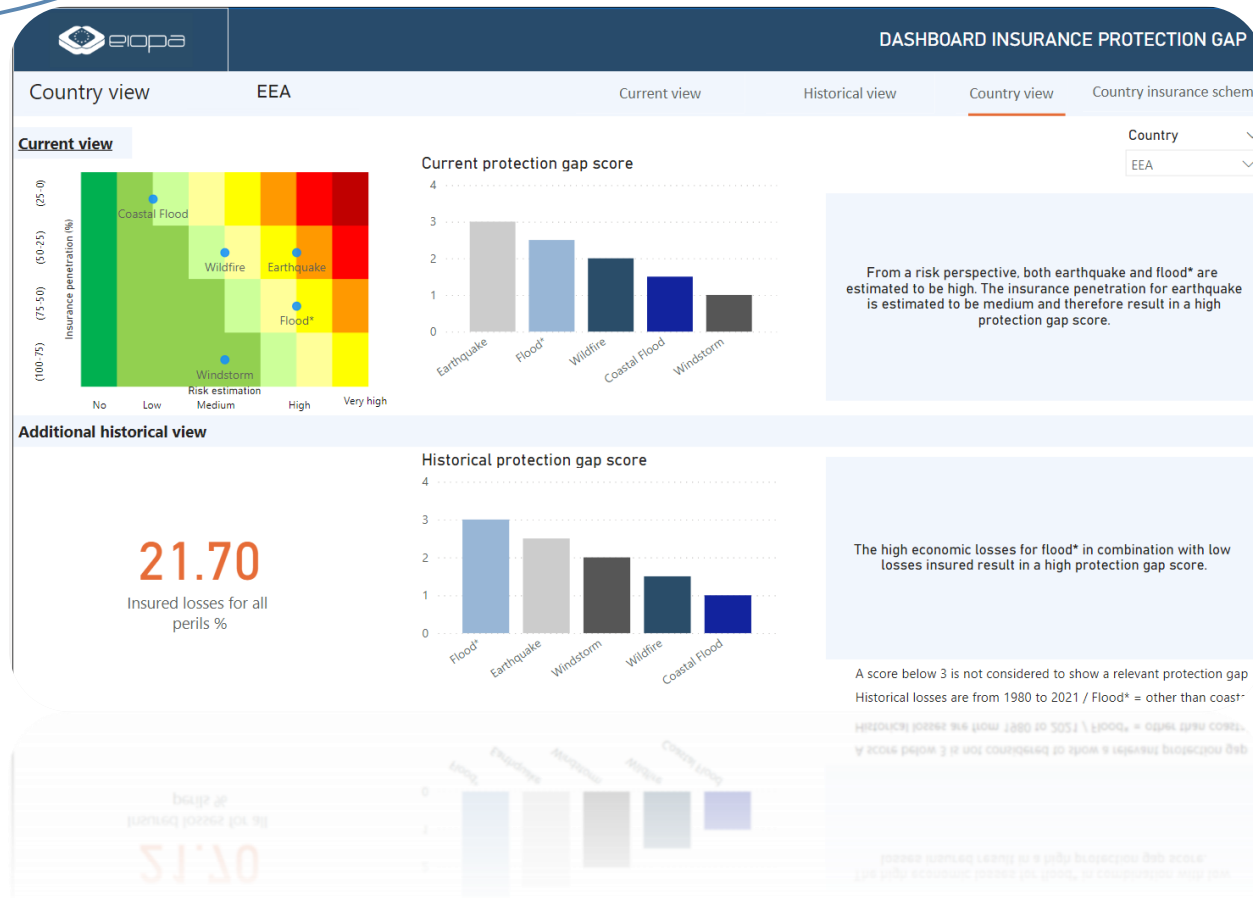 eiopa
DASHBOARD INSURANCE PROTECTION GAP
Country view
EEA
Current view
Historical view
Country view
Country insurance schem
Current view
Country
EEA
Insurance penetration (%)
(25-0)
(50-25)
(75-50)
(100-75)
Coastal Flood
Wildfire
Earthquake
Flood*
Windstorm
Risk estimation
No
Low
Medium
High
Very high
Current protection gap score
4
3
2
1
0
Earthquake
Flood*
Wildfire
Coastal Flood
Windstorm
From a risk perspective, both earthquake and flood* are
estimated to be high. The insurance penetration for earthquake
is estimated to be medium and therefore result in a high
protection gap score.
Additional historical view
21.70
Insured losses for all
perils %
Historical protection gap score
4
3
2
1
0
Flood*
Earthquake
Windstorm
Wildfire
Coastal Flood
The high economic losses for flood* in combination with low
losses insured result in a high protection gap score.
A score below 3 is not considered to show a relevant protection gap
Historical losses are from 1980 to 2021 / Flood* = other than